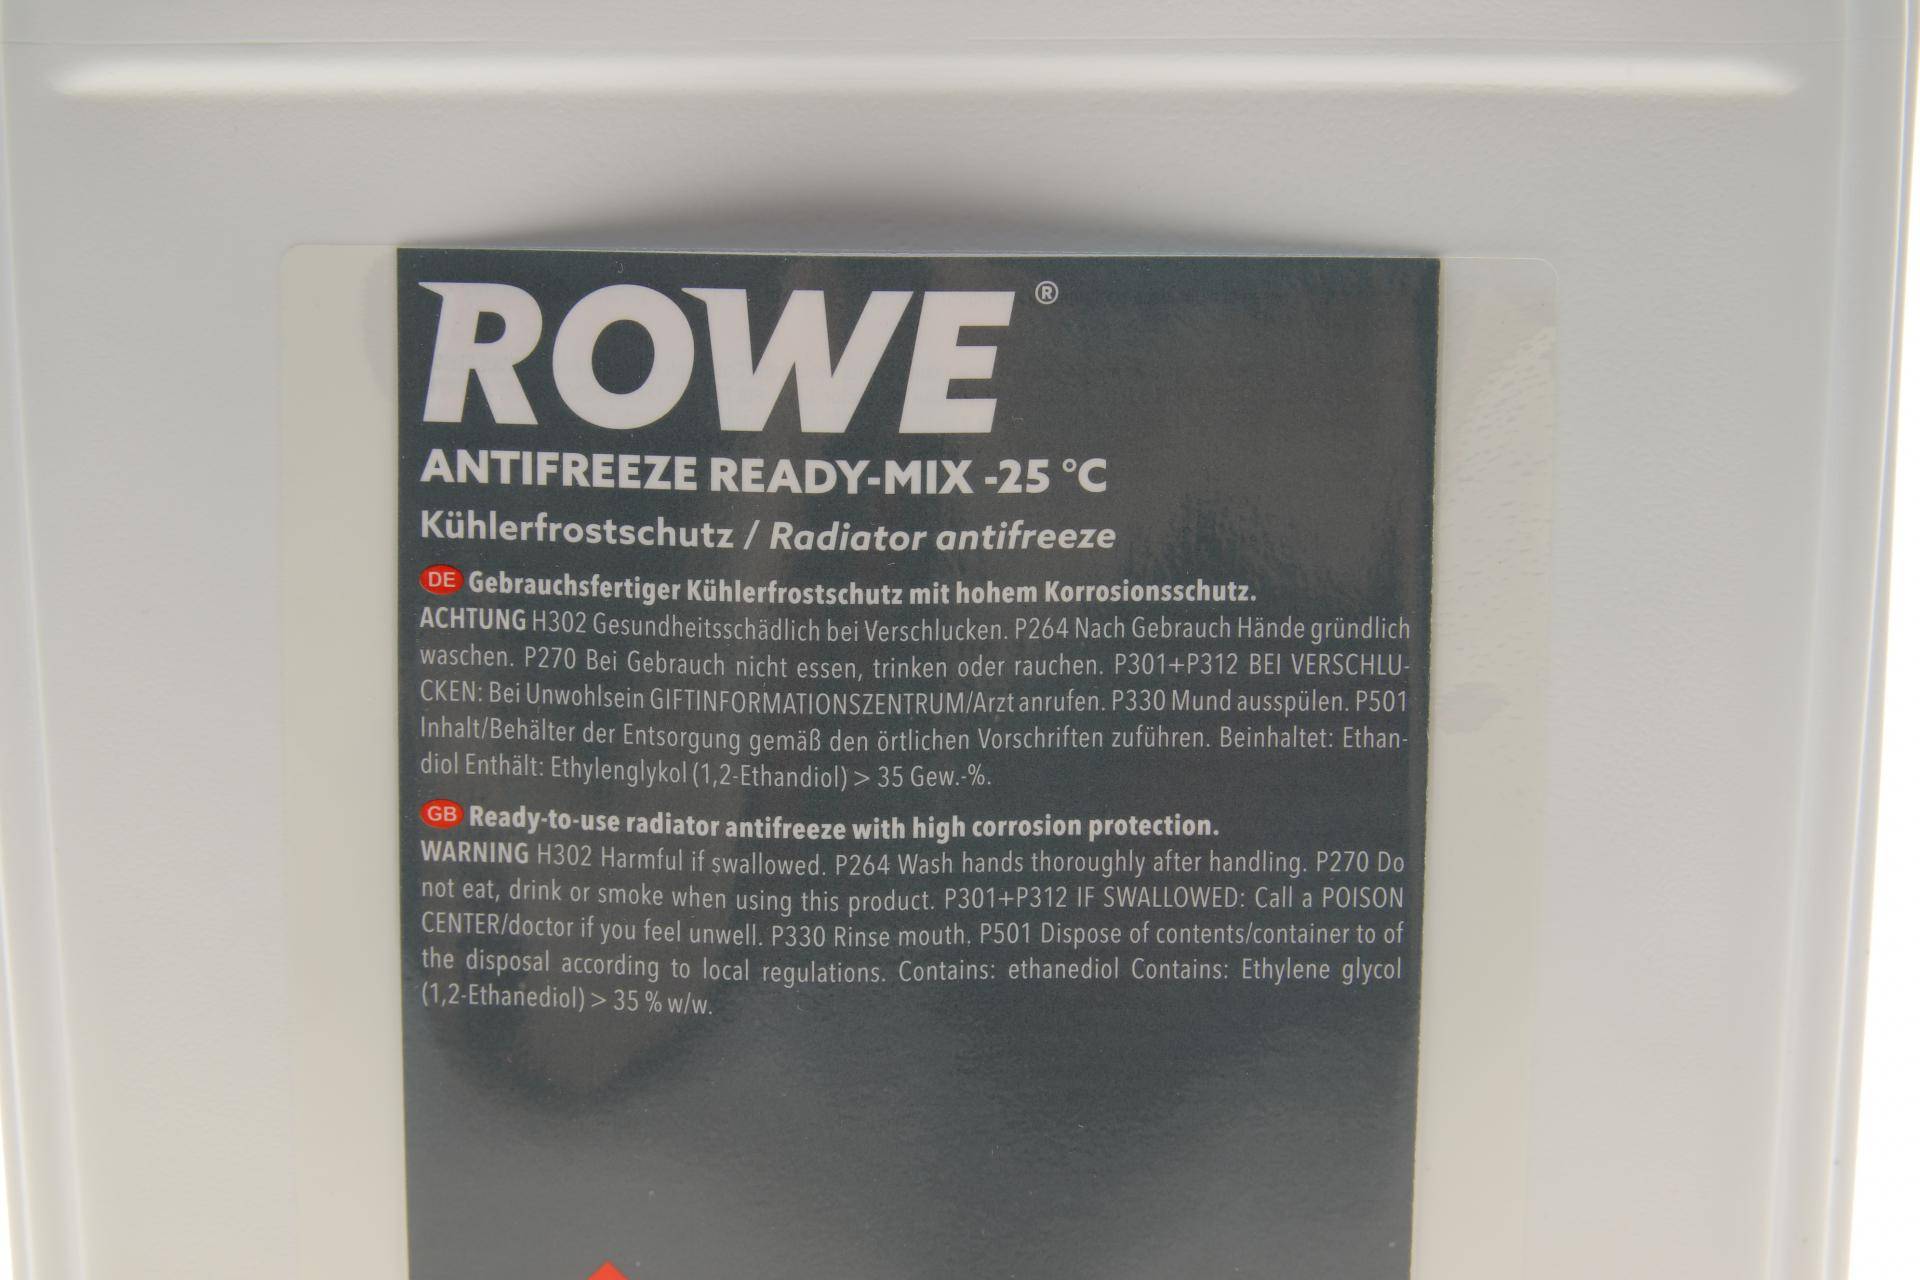 ROWE®
ANTIFREEZE READY-MIX -25 °C
Kühlerfrostschutz / Radiator antifreeze
DE Gebrauchsfertiger Kühlerfrostschutz mit hohem Korrosionsschutz.
ACHTUNG H302 Gesundheitsschädlich bei Verschlucken. P264 Nach Gebrauch Hände gründlich
waschen. P270 Bei Gebrauch nicht essen, trinken oder rauchen. P301+P312 BEI VERSCHLU-
CKEN: Bei Unwohlsein GIFTINFORMATIONSZENTRUM/Arzt anrufen. P330 Mund ausspülen. P501
Inhalt/Behälter der Entsorgung gemäß den örtlichen Vorschriften zuführen. Beinhaltet: Ethan-
diol Enthält: Ethylenglykol (1,2-Ethandiol) > 35 Gew.-%.
GB Ready-to-use radiator antifreeze with high corrosion protection.
WARNING H302 Harmful if swallowed. P264 Wash hands thoroughly after handling. P270 Do
not eat, drink or smoke when using this product. P301+P312 IF SWALLOWED: Call a POISON
CENTER/doctor if you feel unwell. P330 Rinse mouth. P501 Dispose of contents/container to of
the disposal according to local regulations. Contains: ethanediol Contains: Ethylene glycol
(1,2-Ethanediol) > 35 % w/w.